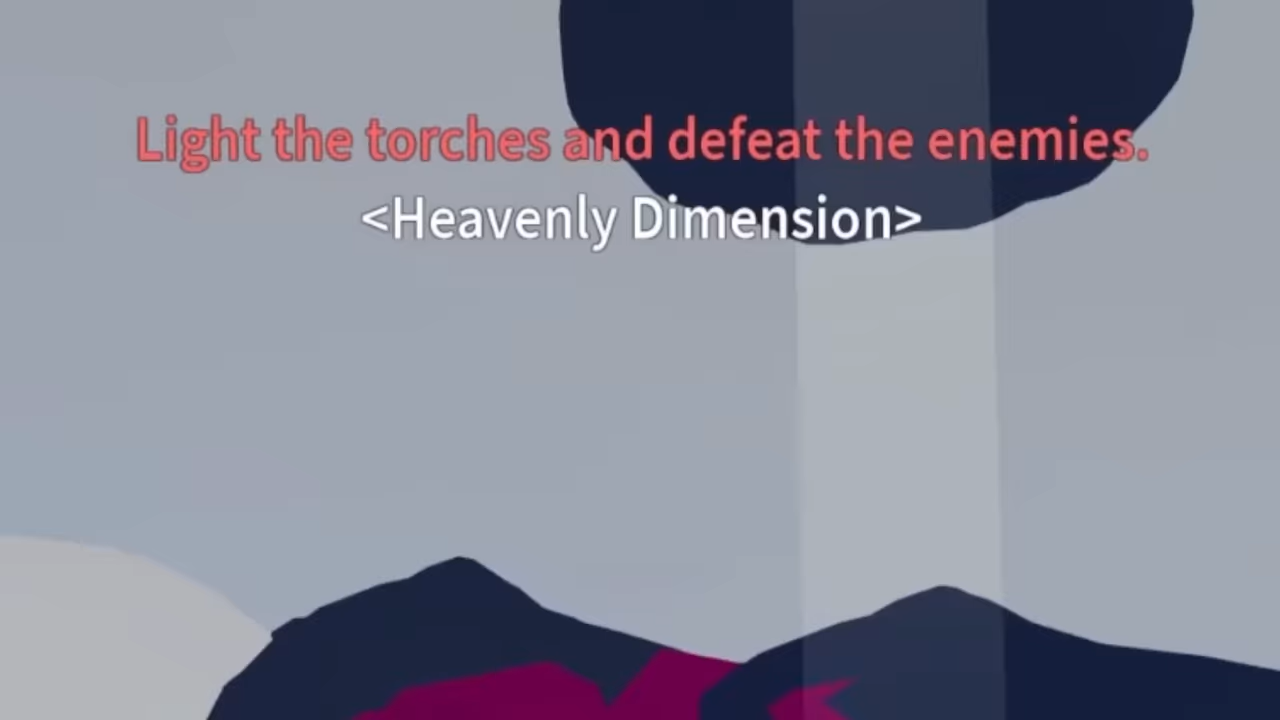 Light the torches and defeat the enemies.
<Heavenly Dimension>